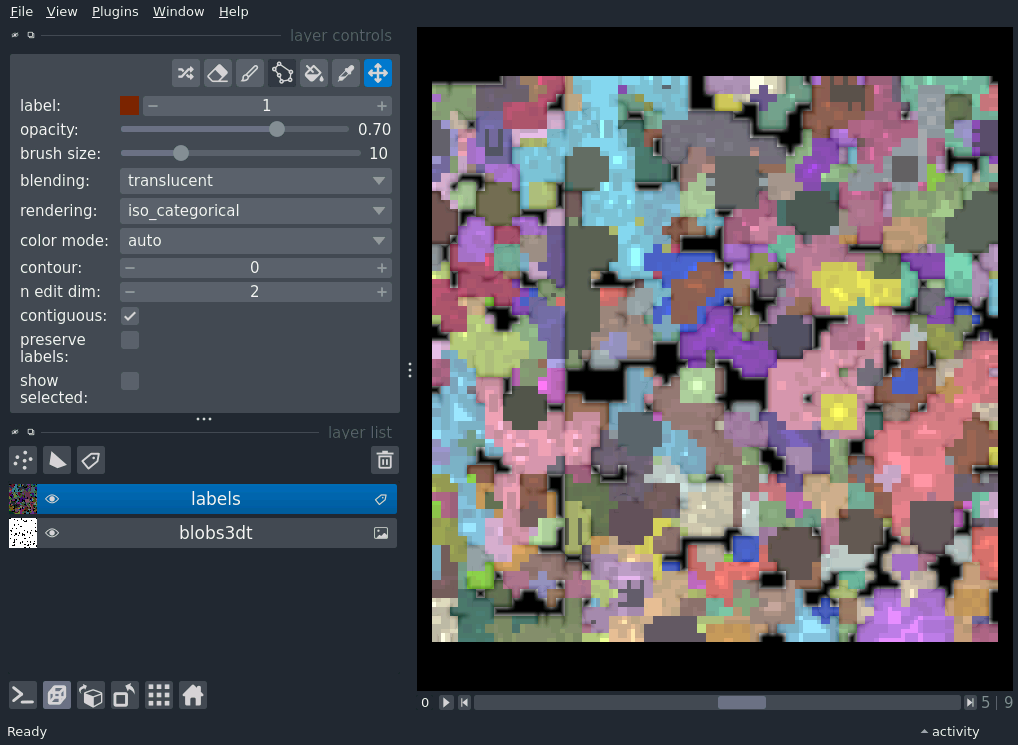 File View Plugins Window Help
layer controls
label: 1
opacity: 0.70
brush size: 10
blending: translucent
rendering: iso_categorical
color mode: auto
contour: 0
n edit dim: 2
contiguous:
preserve
labels:
show
selected:
layer list
labels
blobs3dt
0 5 | 9
Ready activity